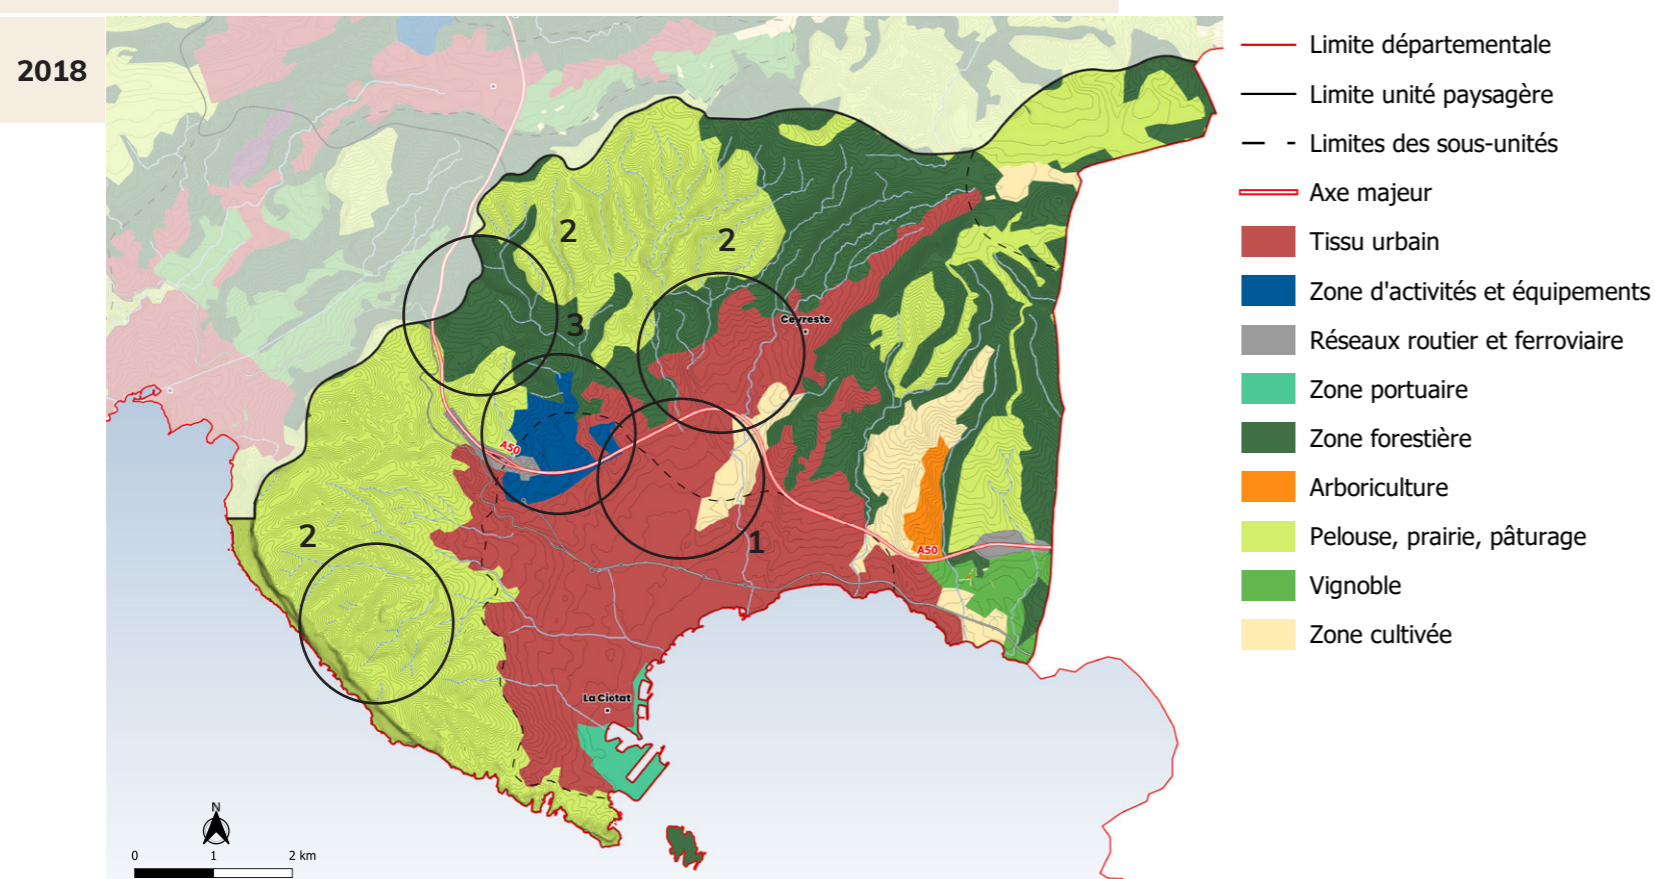 2018
Limite départementale
Limite unité paysagère
Limites des sous-unités
Axe majeur
Tissu urbain
Zone d'activités et équipements
Réseaux routier et ferroviaire
Zone portuaire
Zone forestière
Arboriculture
Pelouse, prairie, pâturage
Vignoble
Zone cultivée
2
2
3
Ceyreste
A50
2
1
A50
La Ciotat
N
0 1 2 km